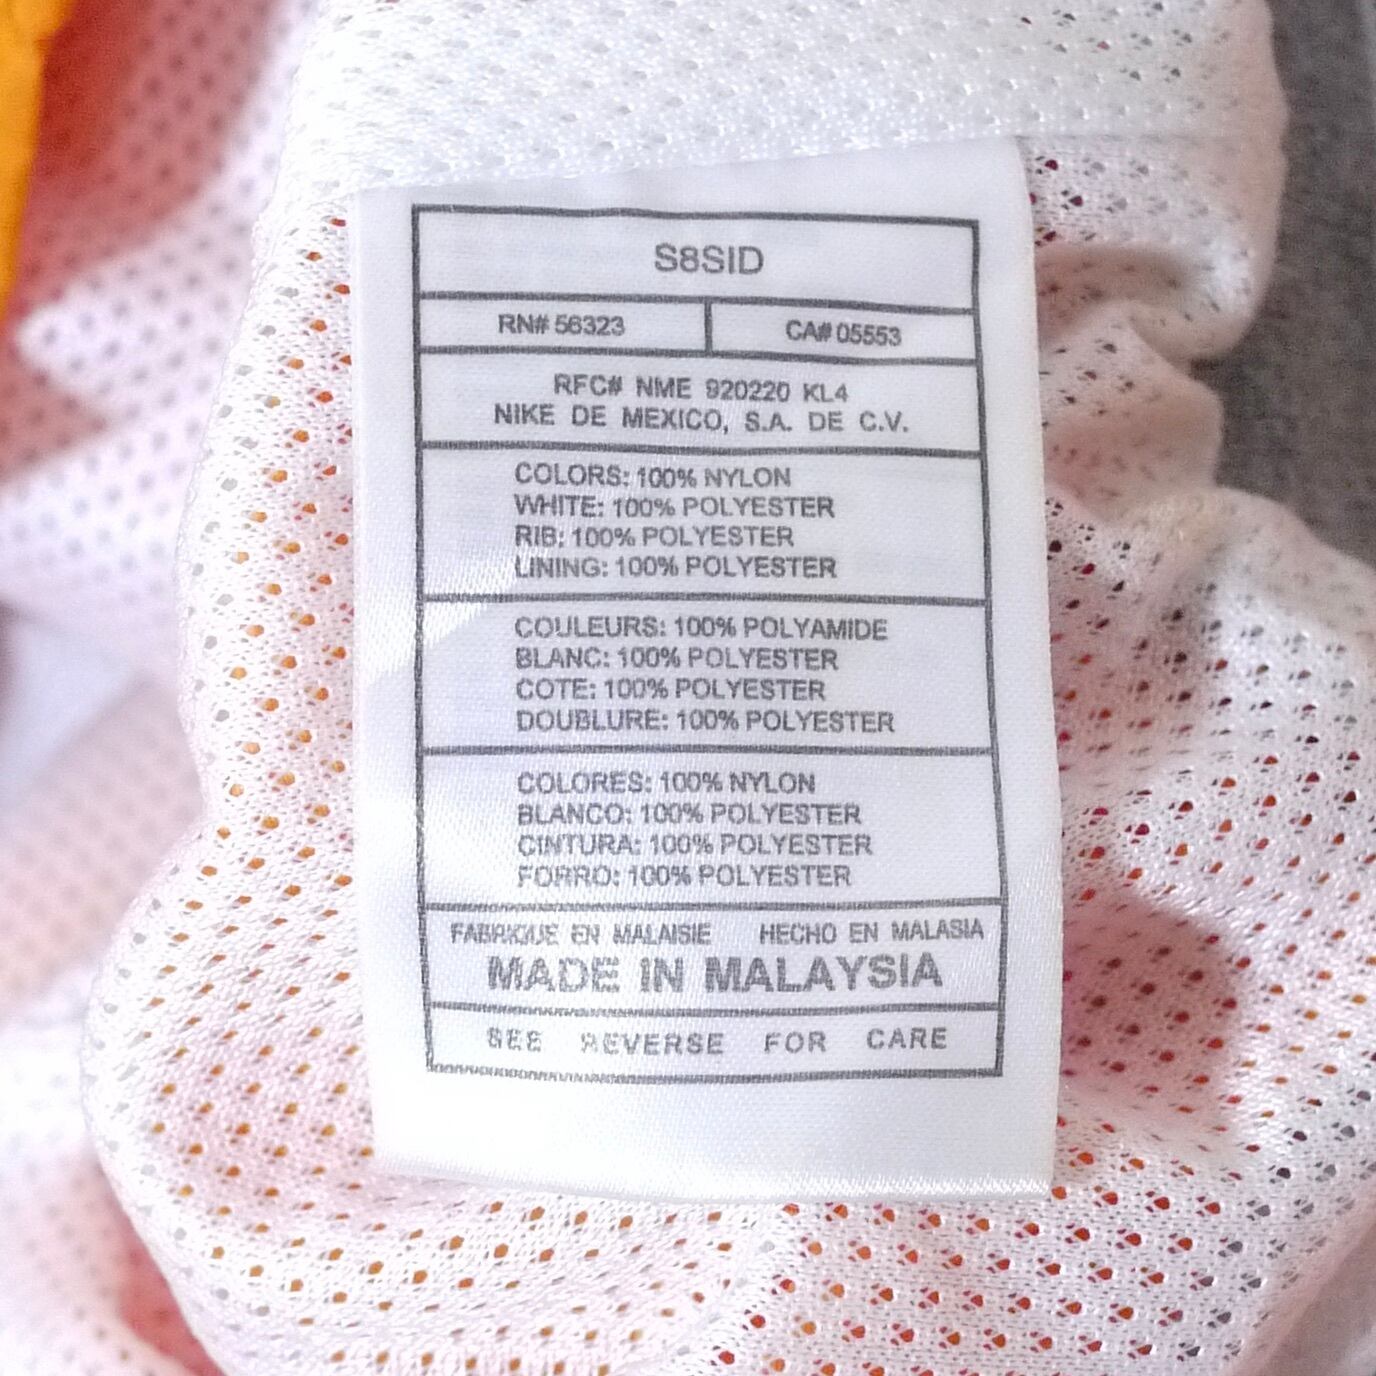 S8SID
RN# 56323 CA# 05553
RFC# NME 920220 KL4
NIKE DE MEXICO, S.A. DE C.V.
COLORS: 100% NYLON
WHITE: 100% POLYESTER
RIB: 100% POLYESTER
LINING: 100% POLYESTER
COULEURS: 100% POLYAMIDE
BLANC: 100% POLYESTER
COTE: 100% POLYESTER
DOUBLURE: 100% POLYESTER
COLORES: 100% NYLON
BLANCO: 100% POLYESTER
CINTURA: 100% POLYESTER
FORRO: 100% POLYESTER
FABRIQUE EN MALAISIE HECHO EN MALASIA
MADE IN MALAYSIA
SEE REVERSE FOR CARE